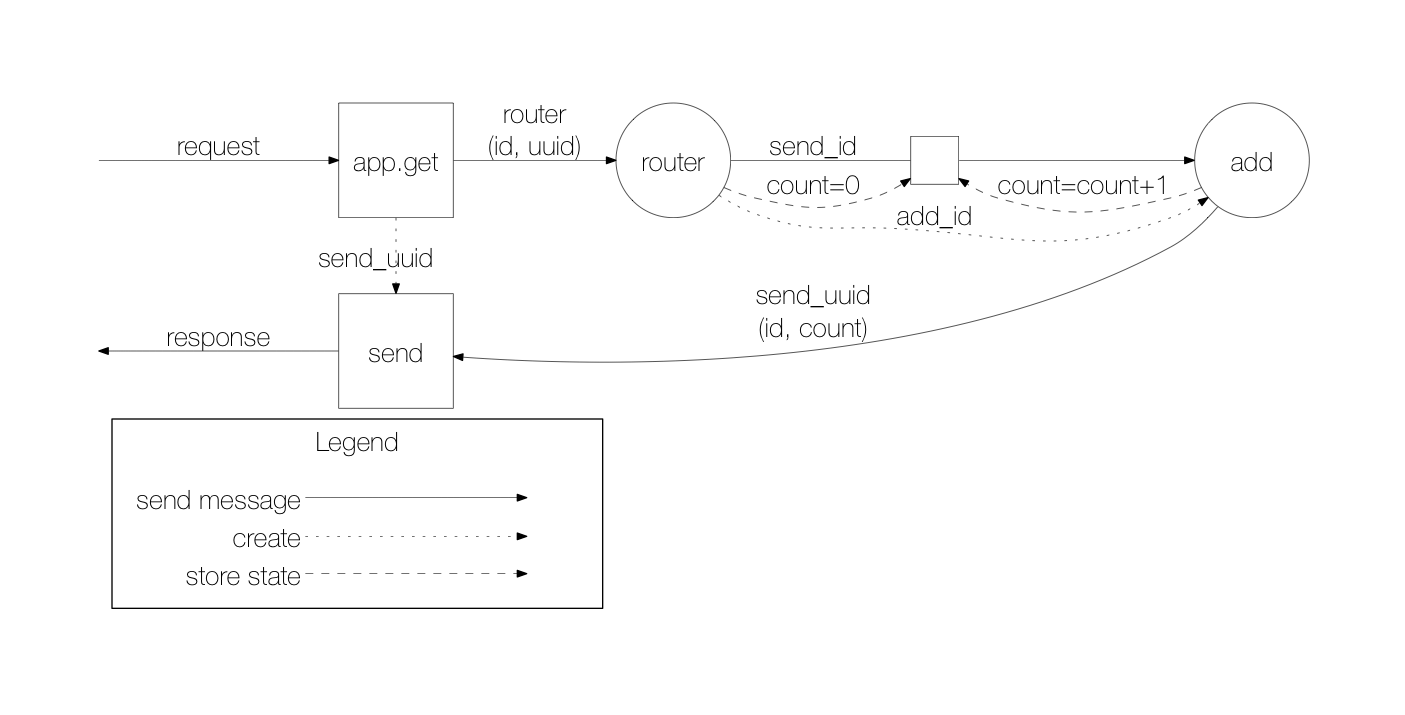 router
request
(id, uuid)
send_id
app.get
router
add
count=0
count=count+1
add_id
send_uuid
send_uuid
(id, count)
response
send
Legend
send message
create
store state